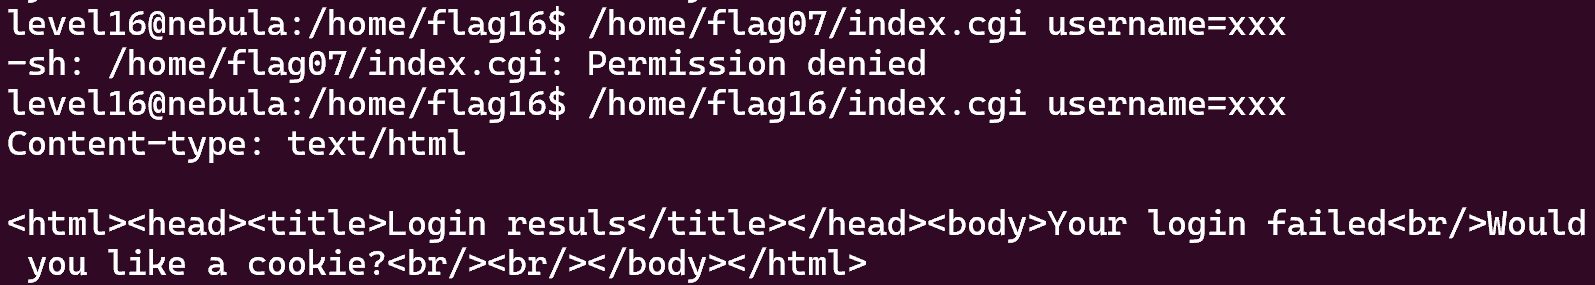 level16@nebula:/home/flag16$ /home/flag07/index.cgi username=xxx
-sh: /home/flag07/index.cgi: Permission denied
level16@nebula:/home/flag16$ /home/flag16/index.cgi username=xxx
Content-type: text/html

<html><head><title>Login resuls</title></head><body>Your login failed<br/>Would
 you like a cookie?<br/><br/></body></html>